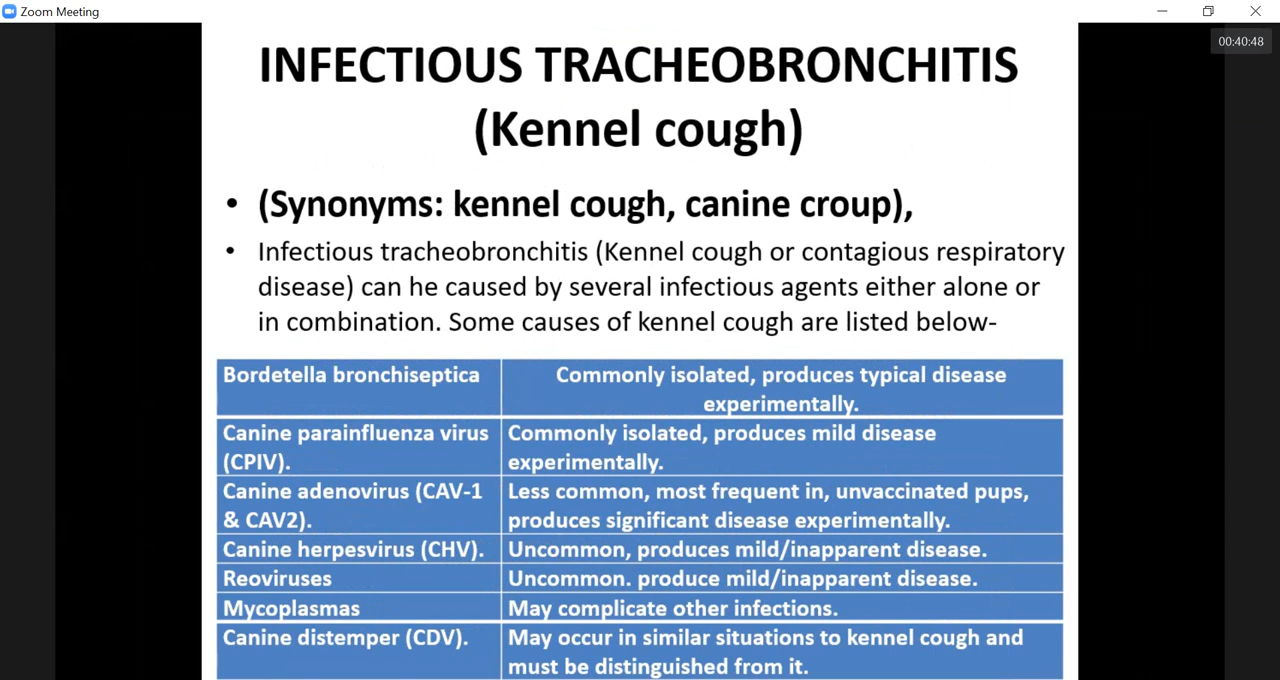 Zoom Meeting
00:40:48
INFECTIOUS TRACHEOBRONCHITIS
(Kennel cough)
• (Synonyms: kennel cough, canine croup),
• Infectious tracheobronchitis (Kennel cough or contagious respiratory
disease) can he caused by several infectious agents either alone or
in combination. Some causes of kennel cough are listed below-
Bordetella bronchiseptica
Commonly isolated, produces typical disease
experimentally.
Canine parainfluenza virus
(CPIV).
Commonly isolated, produces mild disease
experimentally.
Canine adenovirus (CAV-1
& CAV2).
Less common, most frequent in, unvaccinated pups,
produces significant disease experimentally.
Canine herpesvirus (CHV).
Uncommon, produces mild/inapparent disease.
Reoviruses
Uncommon. produce mild/inapparent disease.
Mycoplasmas
May complicate other infections.
Canine distemper (CDV).
May occur in similar situations to kennel cough and
must be distinguished from it.